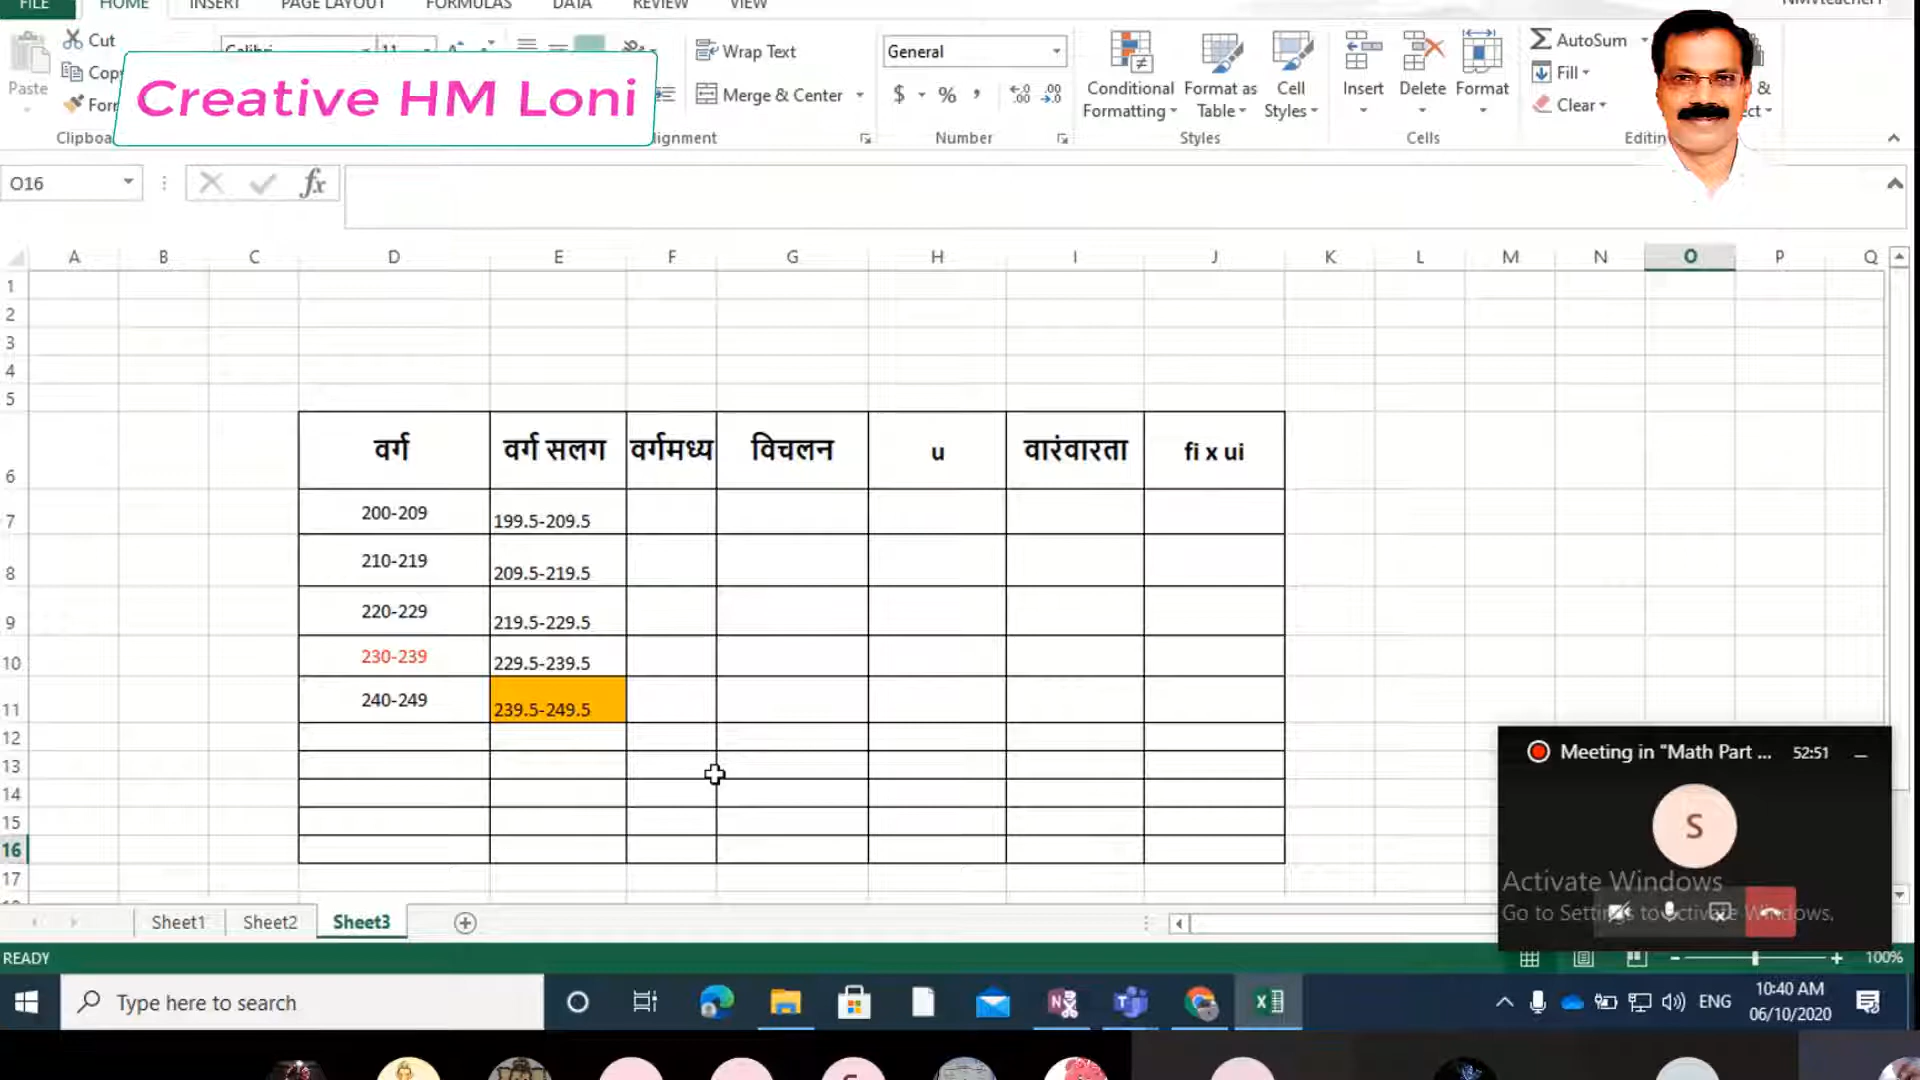 FILE HOME INSERT PAGE LAYOUT FORMULAS DATA REVIEW VIEW
Cut
Paste
Creative HM Loni
Wrap Text
Merge & Center
General
$ % ,
Conditional Formatting
Format as Table
Cell Styles
Insert
Delete
Format
AutoSum
Fill
Clear
Number
Styles
Cells
O16
fx
A B C D E F G H I J K L M N O P Q
1
2
3
4
5
6 वर्ग वर्ग सलग वर्गमध्य विचलन u वारंवारता fi x ui
7 200-209 199.5-209.5
8 210-219 209.5-219.5
9 220-229 219.5-229.5
10 230-239 229.5-239.5
11 240-249 239.5-249.5
12
13
14
15
16
17
Meeting in "Math Part ... 52:51
S
Activate Windows
Go to Settings to activate Windows.
Sheet1 Sheet2 Sheet3
READY
100%
Type here to search
ENG
10:40 AM
06/10/2020